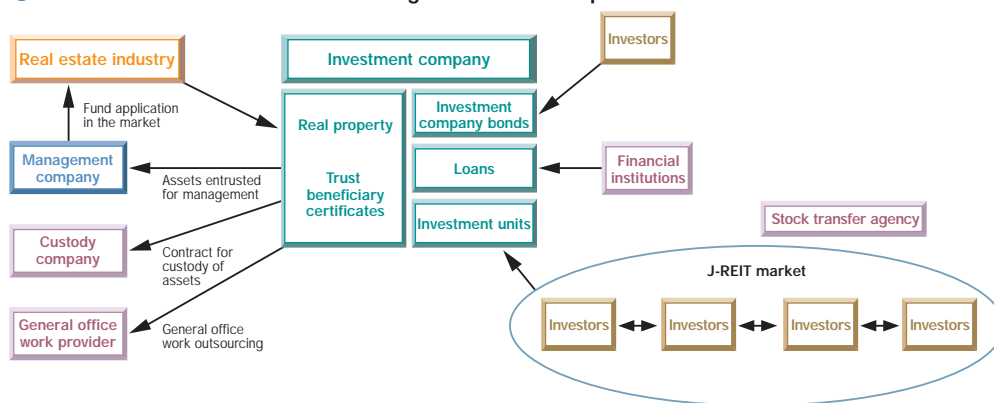 Investors
Real estate industry
Investment company
Fund application
in the market
Real property
Investment
company bonds
Management
company
Assets entrusted
for management
Trust
beneficiary
certificates
Loans
Financial
institutions
Investment units
Stock transfer agency
Custody
company
Contract for
custody of
assets
J-REIT market
General office
work provider
General office
work outsourcing
Investors
Investors
Investors
Investors